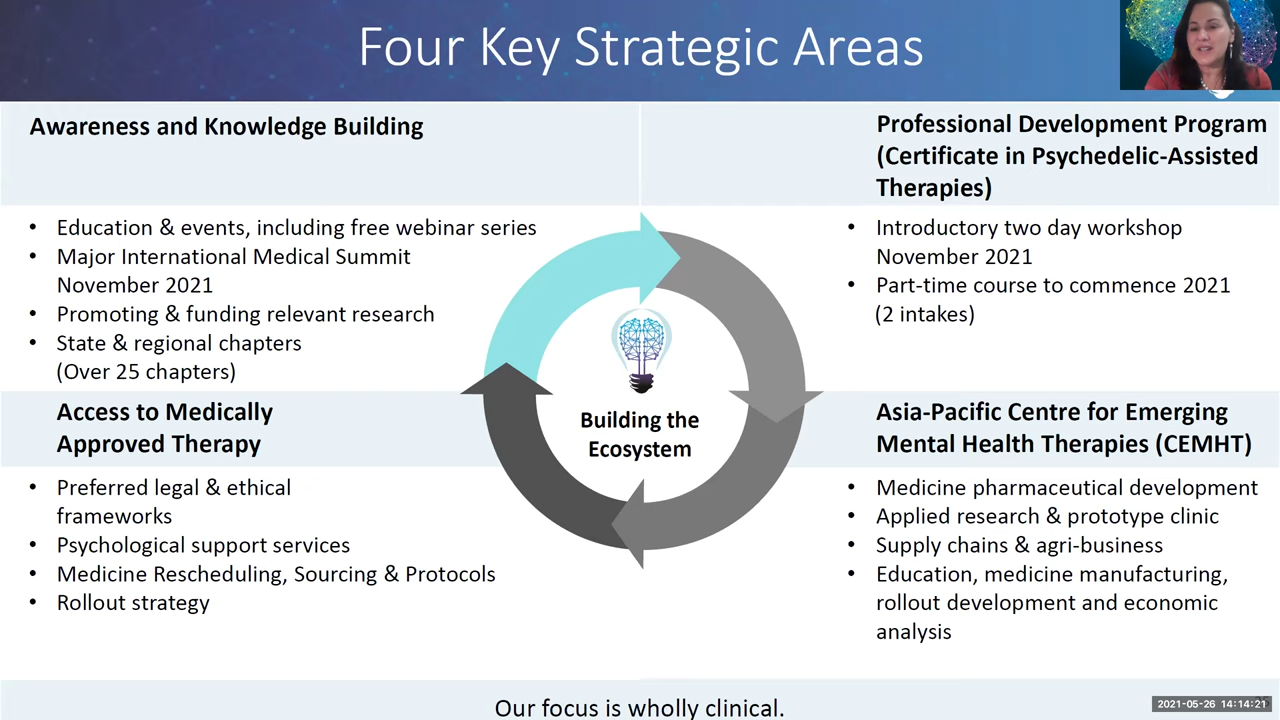 Four Key Strategic Areas
Awareness and Knowledge Building
• Education & events, including free webinar series
• Major International Medical Summit
November 2021
• Promoting & funding relevant research
• State & regional chapters
(Over 25 chapters)
Professional Development Program
(Certificate in Psychedelic-Assisted
Therapies)
• Introductory two day workshop
November 2021
• Part-time course to commence 2021
(2 intakes)
Building the
Ecosystem
Access to Medically
Approved Therapy
• Preferred legal & ethical
frameworks
• Psychological support services
• Medicine Rescheduling, Sourcing & Protocols
• Rollout strategy
Asia-Pacific Centre for Emerging
Mental Health Therapies (CEMHT)
• Medicine pharmaceutical development
• Applied research & prototype clinic
• Supply chains & agri-business
• Education, medicine manufacturing,
rollout development and economic
analysis
Our focus is wholly clinical.
2021-05-26 14:14:21